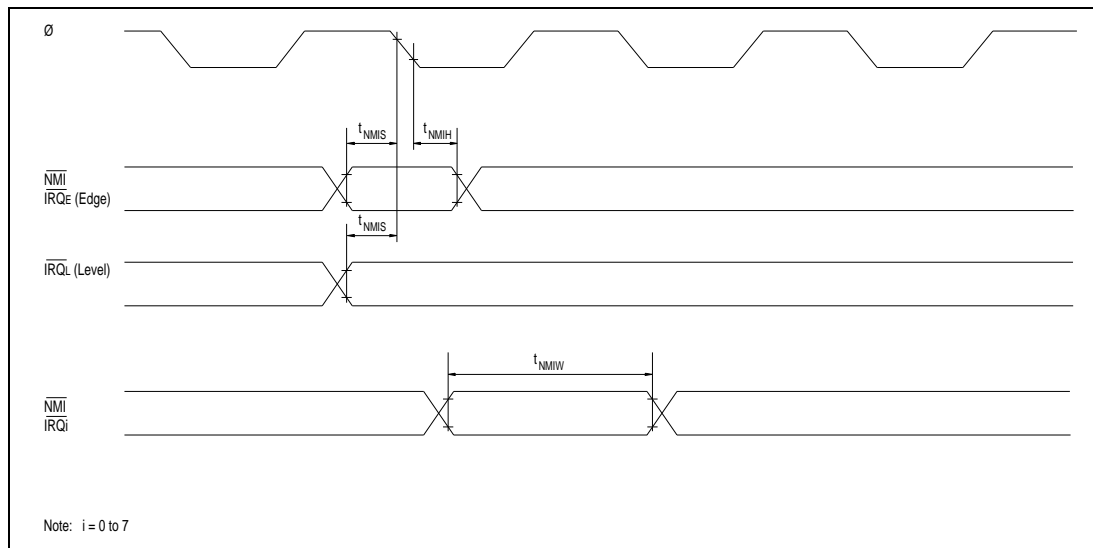 Ø
tNMIS
tNMIH
NMI
IRQE (Edge)
tNMIS
IRQL (Level)
tNMIW
NMI
IRQi
Note: i = 0 to 7